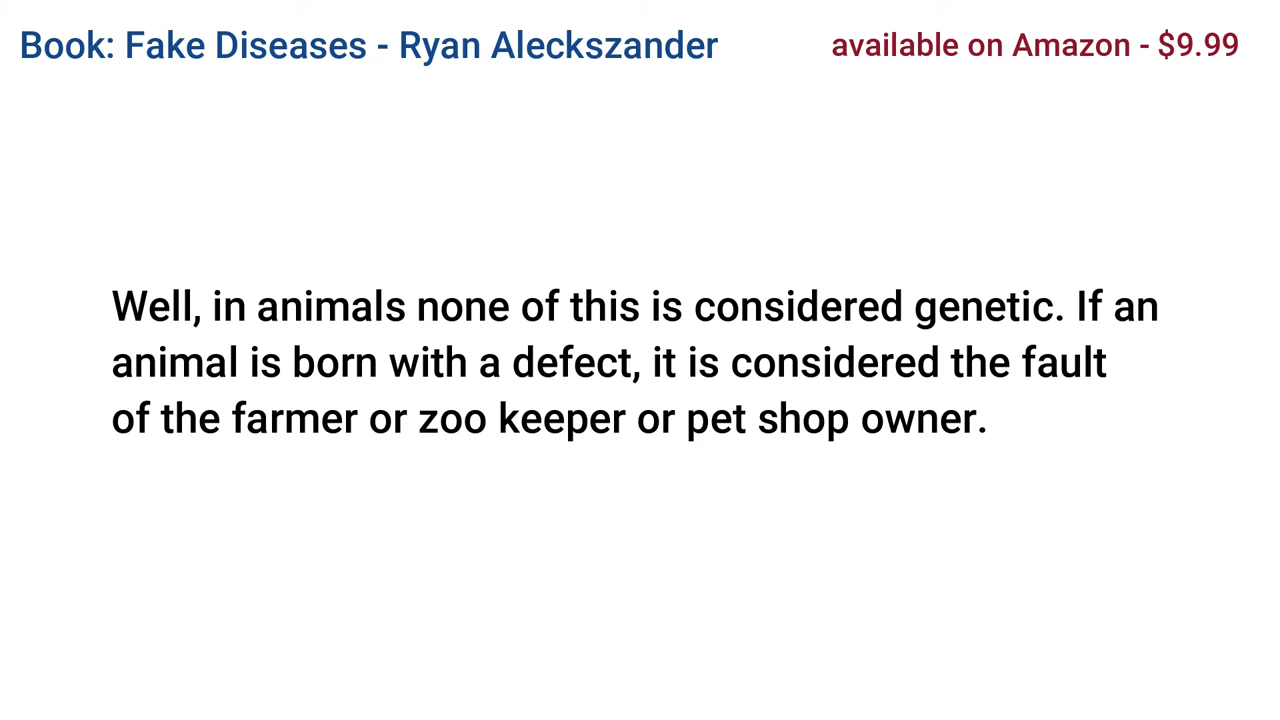 Book: Fake Diseases - Ryan Aleckszander
available on Amazon - $9.99
Well, in animals none of this is considered genetic. If an
animal is born with a defect, it is considered the fault
of the farmer or zoo keeper or pet shop owner.